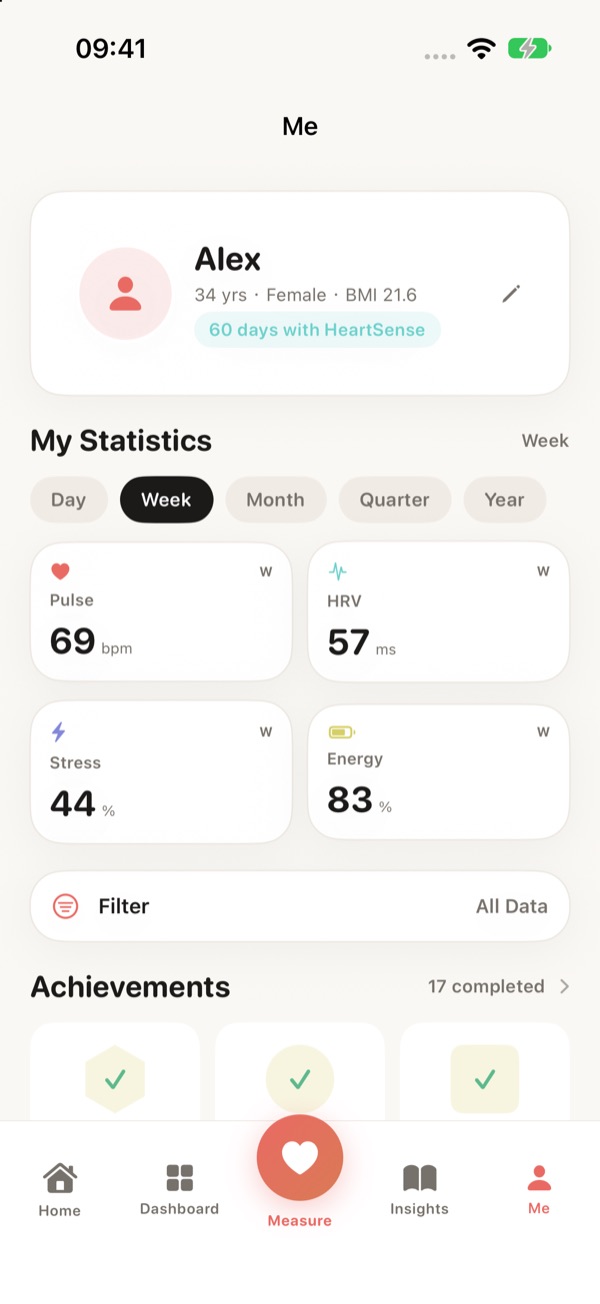 09:41
Me
Alex
34 yrs · Female · BMI 21.6
60 days with HeartSense
My Statistics
Week
Day
Week
Month
Quarter
Year
W
Pulse
69 bpm
W
HRV
57 ms
W
Stress
44 %
W
Energy
83 %
Filter
All Data
Achievements
17 completed
Home
Dashboard
Measure
Insights
Me